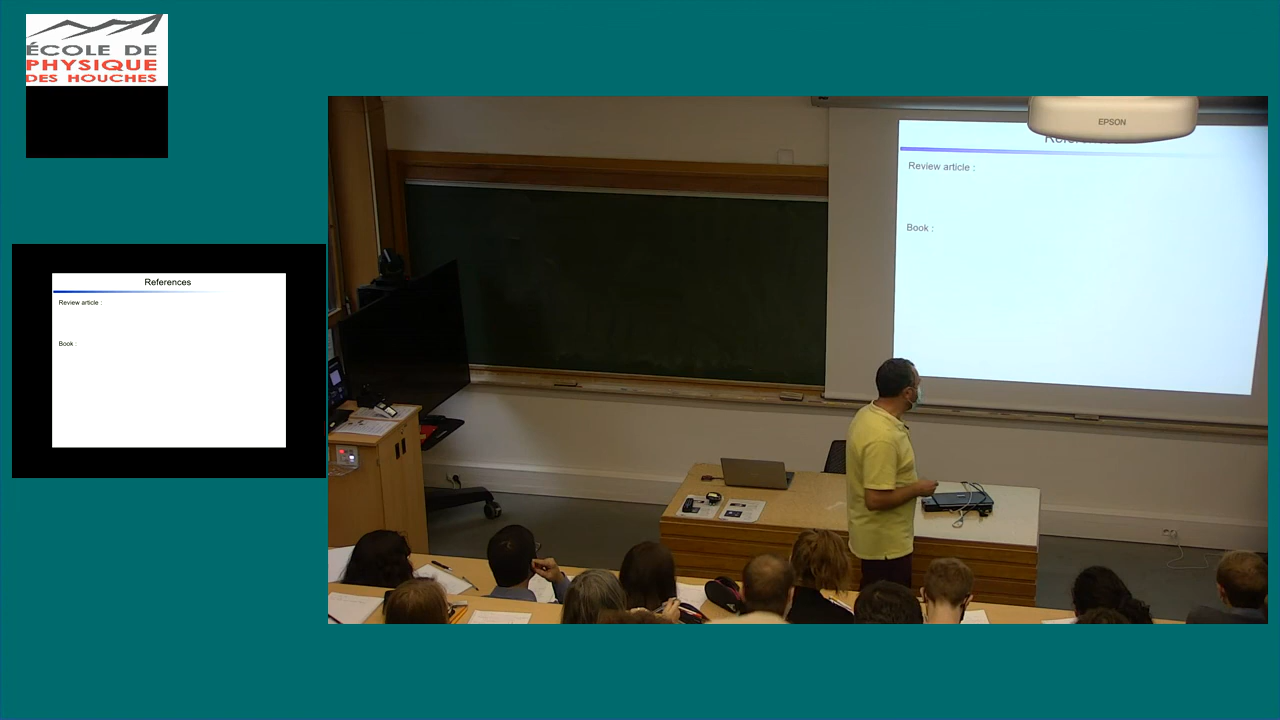 ÉCOLE DE
PHYSIQUE
DES HOUCHES
References
Review article :
Book :
EPSON
Review article :
Book :